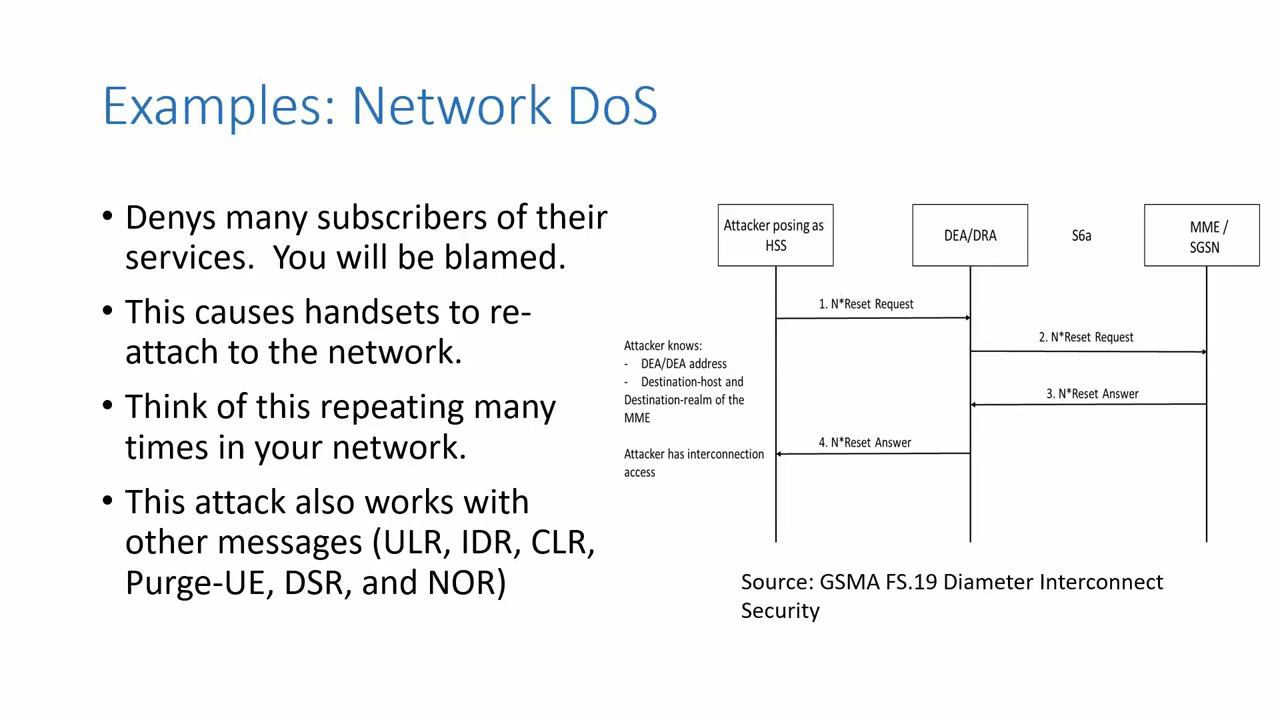 Examples: Network DoS
• Denys many subscribers of their
services.  You will be blamed.
• This causes handsets to re-
attach to the network.
• Think of this repeating many
times in your network.
• This attack also works with
other messages (ULR, IDR, CLR,
Purge-UE, DSR, and NOR)
Attacker posing as
HSS
DEA/DRA
S6a
MME /
SGSN
1. N*Reset Request
2. N*Reset Request
3. N*Reset Answer
4. N*Reset Answer
Attacker knows:
- DEA/DEA address
- Destination-host and
Destination-realm of the
MME
Attacker has interconnection
access
Source: GSMA FS.19 Diameter Interconnect
Security